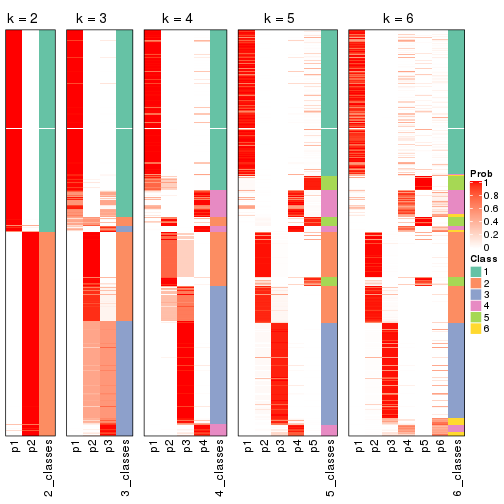 k = 2
k = 3
k = 4
k = 5
k = 6
p1
p2
2_classes
p1
p2
p3
3_classes
p1
p2
p3
p4
4_classes
p1
p2
p3
p4
p5
5_classes
p1
p2
p3
p4
p5
p6
6_classes
Prob
1
0.8
0.6
0.4
0.2
0
Class
1
2
3
4
5
6